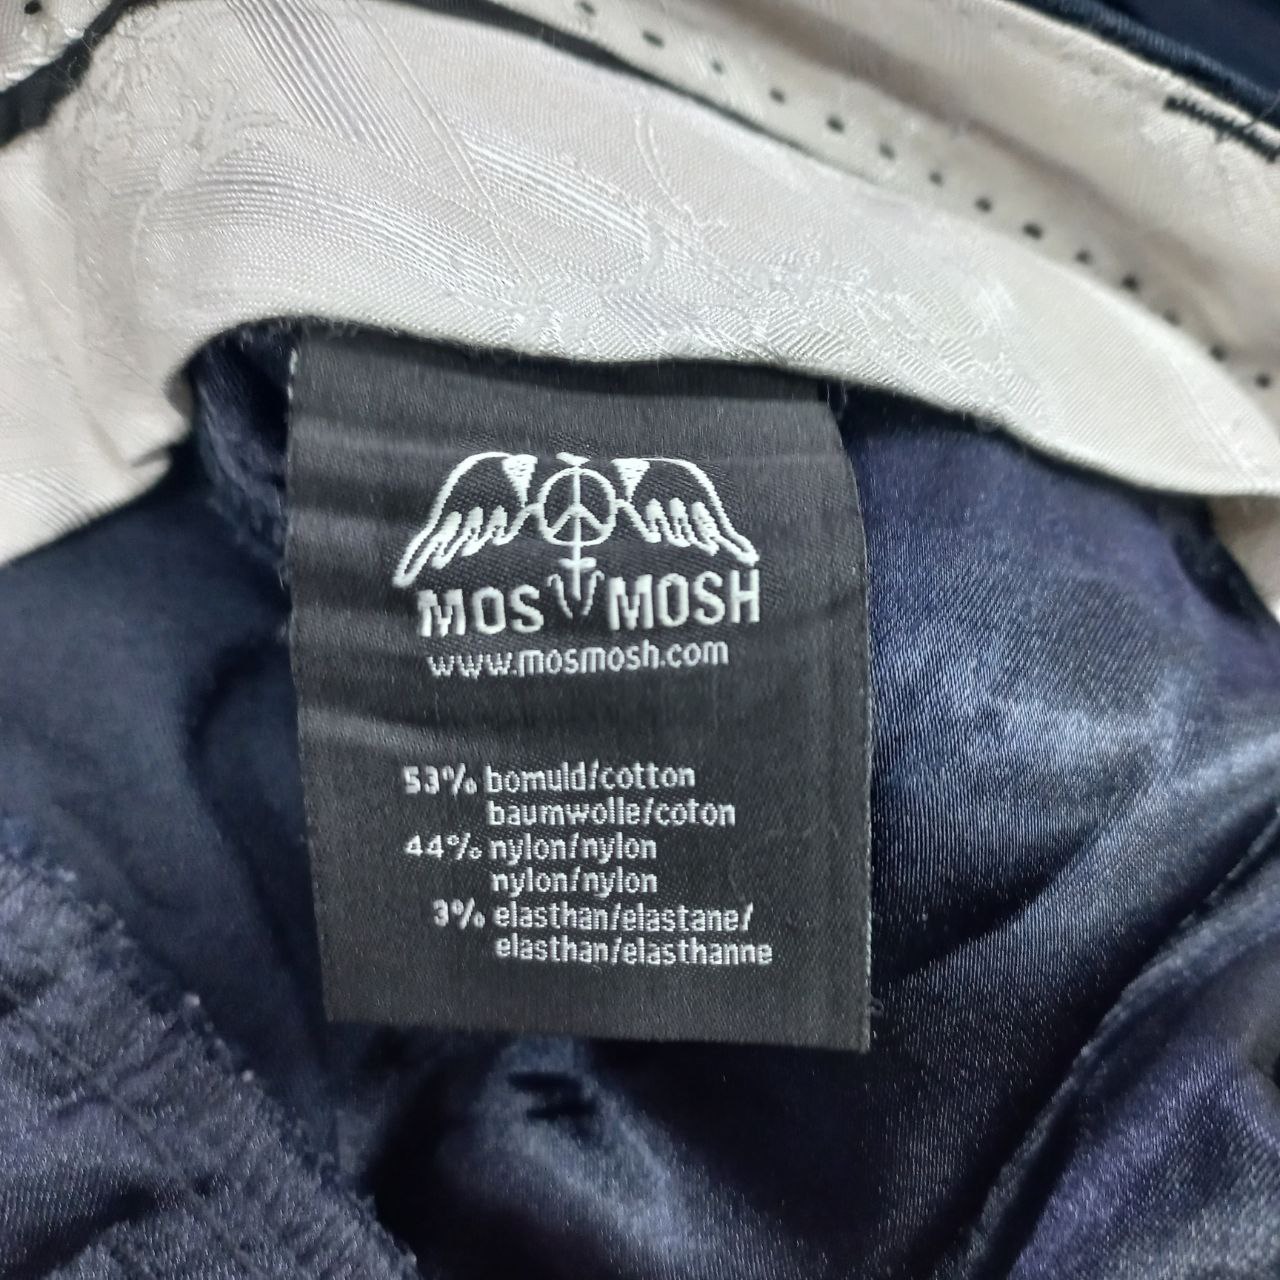 MOS MOSH
www.mosmosh.com
53% bomuld/cotton
baumwolle/coton
44% nylon/nylon
nylon/nylon
3% elasthan/elastane/
elasthan/elasthanne